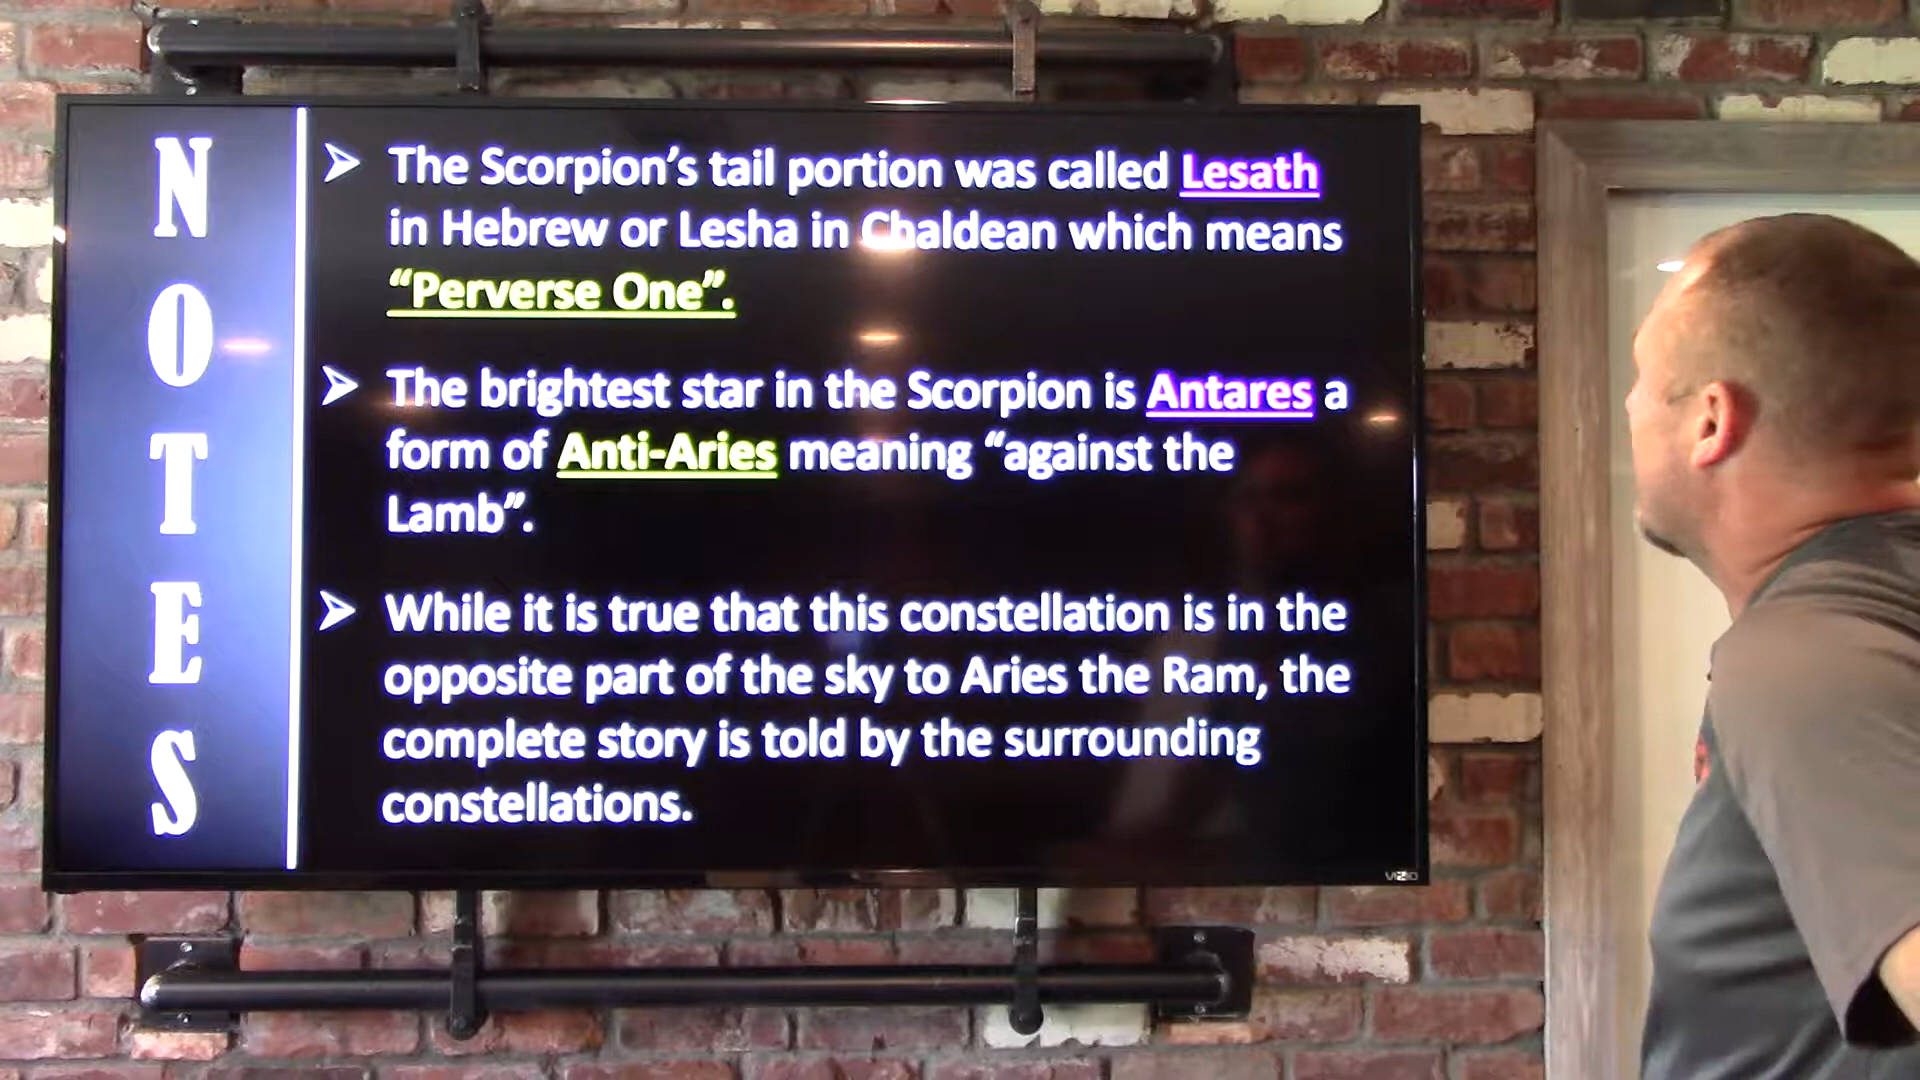 NOTES
The Scorpion's tail portion was called Lesath
in Hebrew or Lesha in Chaldean which means
"Perverse One".
The brightest star in the Scorpion is Antares a
form of Anti-Aries meaning "against the
Lamb".
While it is true that this constellation is in the
opposite part of the sky to Aries the Ram, the
complete story is told by the surrounding
constellations.
VIZIO